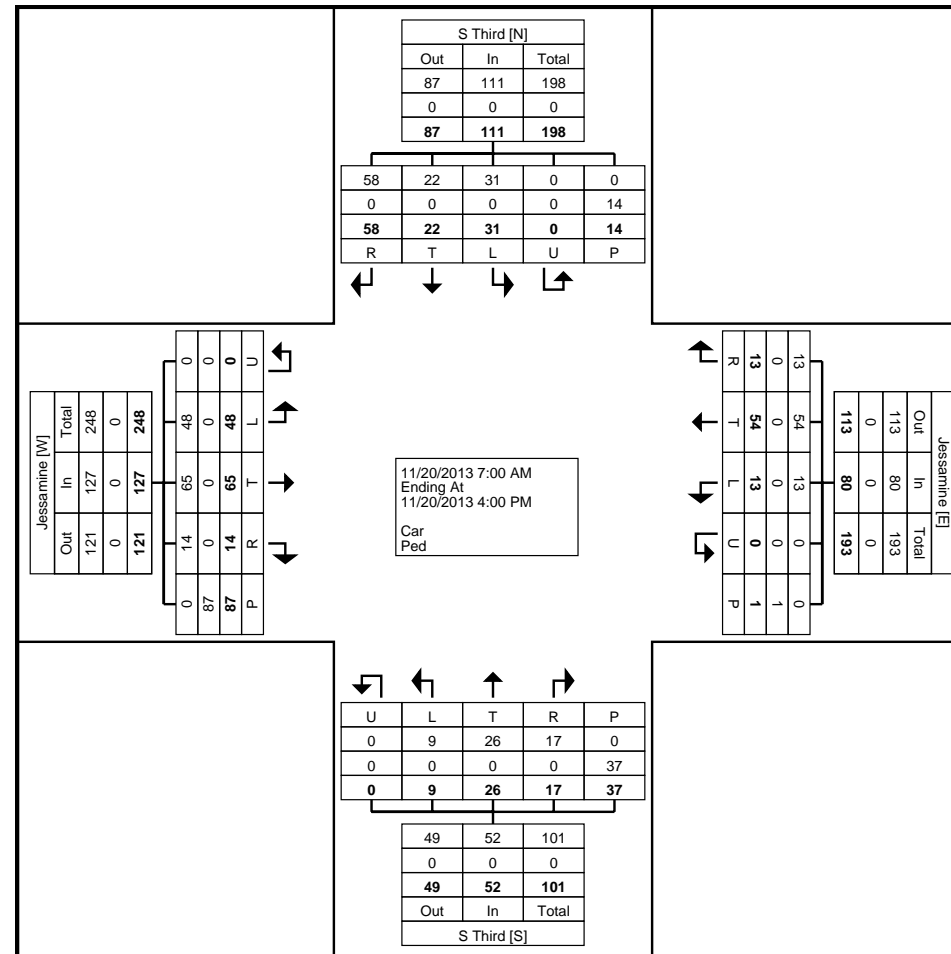 S Third [N]
Out In Total
87 111 198
0 0 0
87 111 198
58 22 31 0 0
0 0 0 0 14
58 22 31 0 14
R T L U P
Jessamine [W]
Total In Out
248 127 121
0 0 0
248 127 121
0 48 65 14 0
0 0 0 0 87
0 48 65 14 87
U L T R P
11/20/2013 7:00 AM
Ending At
11/20/2013 4:00 PM
Car
Ped
R T L U P
13 54 13 0 1
0 0 0 0 1
13 54 13 0 0
113 80 193
0 0 0
113 80 193
Out In Total
Jessamine [E]
U L T R P
0 9 26 17 0
0 0 0 0 37
0 9 26 17 37
49 52 101
0 0 0
49 52 101
Out In Total
S Third [S]